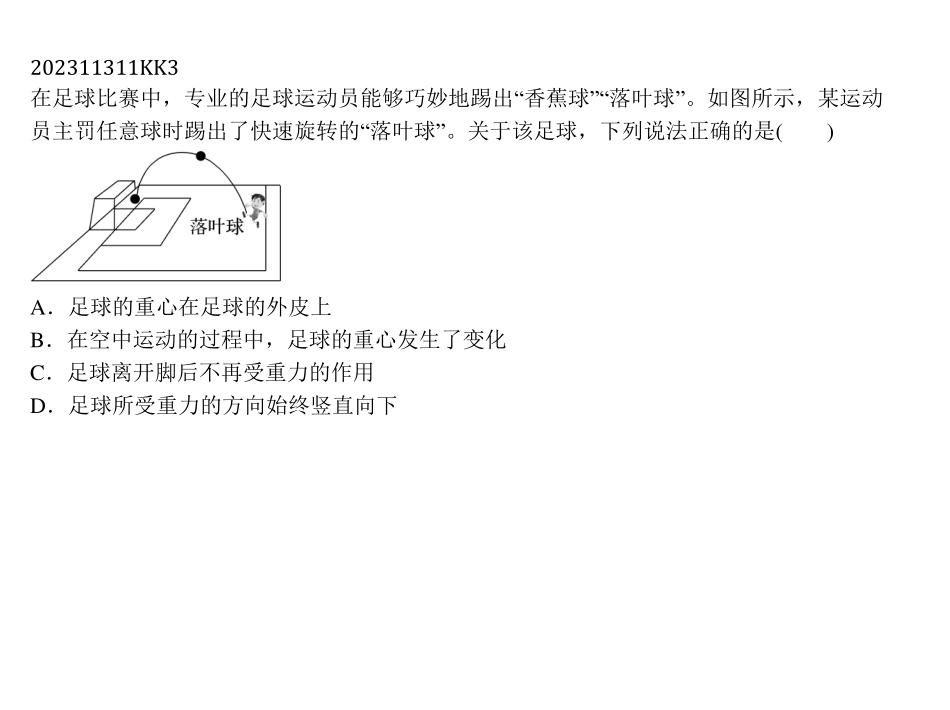 202311311KK3
在足球比赛中，专业的足球运动员能够巧妙地踢出“香蕉球”“落叶球”。如图所示，某运动
员主罚任意球时踢出了快速旋转的“落叶球”。关于该足球，下列说法正确的是(　　)
落叶球
A．足球的重心在足球的外皮上
B．在空中运动的过程中，足球的重心发生了变化
C．足球离开脚后不再受重力的作用
D．足球所受重力的方向始终竖直向下